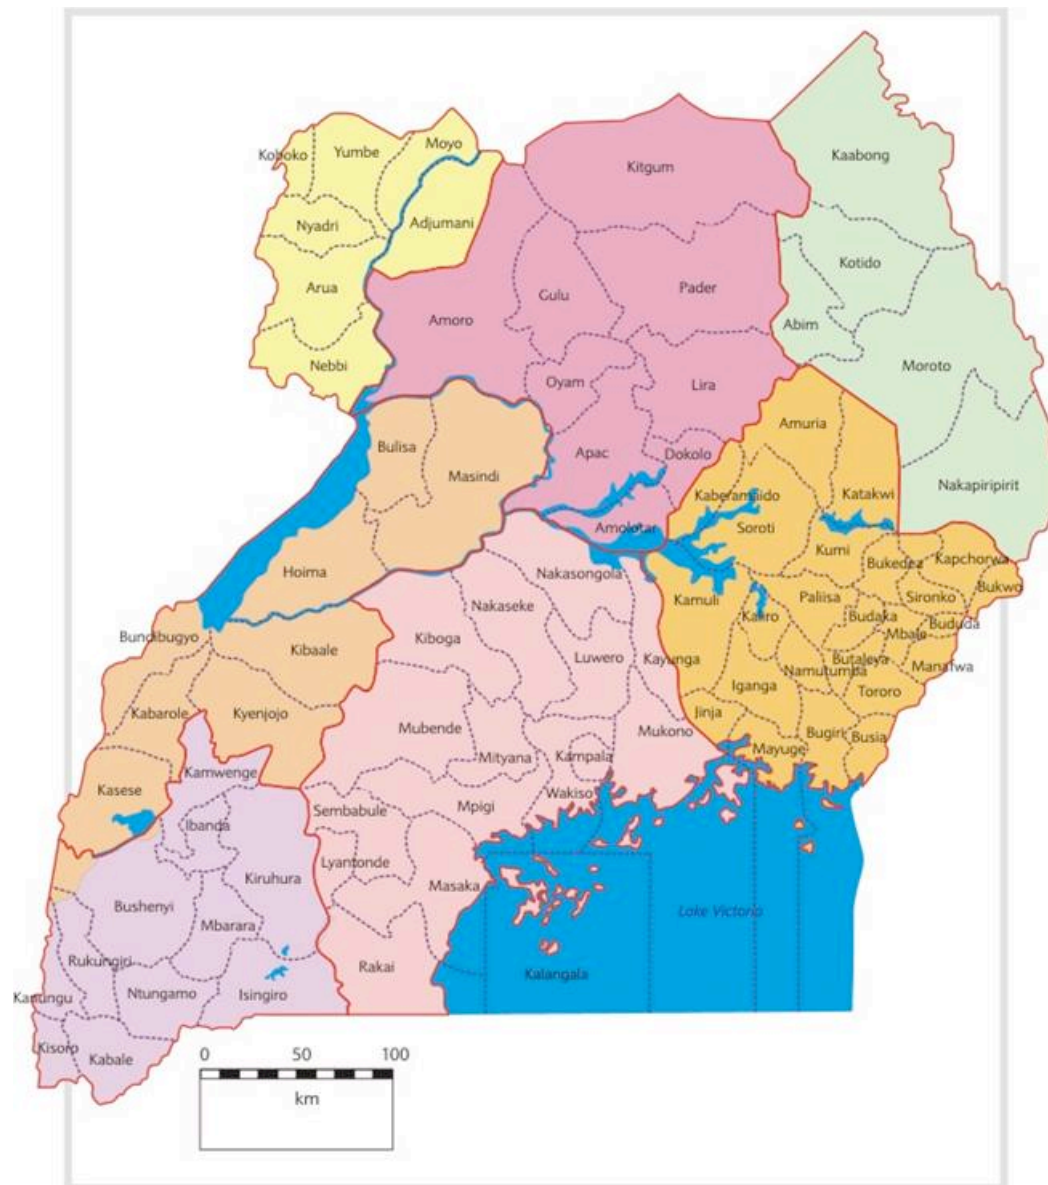 Moyo
Koboko
Yumbe
Kaabong
Kitgum
Nyadri
Adjumani
Kotido
Arua
Gulu
Pader
Amoro
Abim
Nebbi
Moroto
Oyam
Lira
Amuria
Bulisa
Masindi
Apac
Dokolo
Kaberamaido
Katakwi
Nakapiripirit
Amolotar
Soroti
Kumi
Bukedea
Kapchorwa
Hoima
Nakasongola
Bukwo
Nakaseke
Kamuli
Paliisa
Sironko
Kaliro
Budaka
Bududa
Bundibugyo
Kiboga
Mbale
Kibaale
Luwero
Kayunga
Butaleya
Manafwa
Namutumba
Iganga
Tororo
Kabarole
Kyenjojo
Jinja
Mubende
Mukono
Bugiri
Busia
Mityana
Kampala
Mayuge
Kamwenge
Kasese
Wakiso
Sembabule
Mpigi
Ibanda
Lyantonde
Kiruhura
Masaka
Bushenyi
Lake Victoria
Mbarara
Rukungiri
Rakai
Kalangala
Kanungu
Ntungamo
Isingiro
Kisoro
Kabale
0 50 100
km